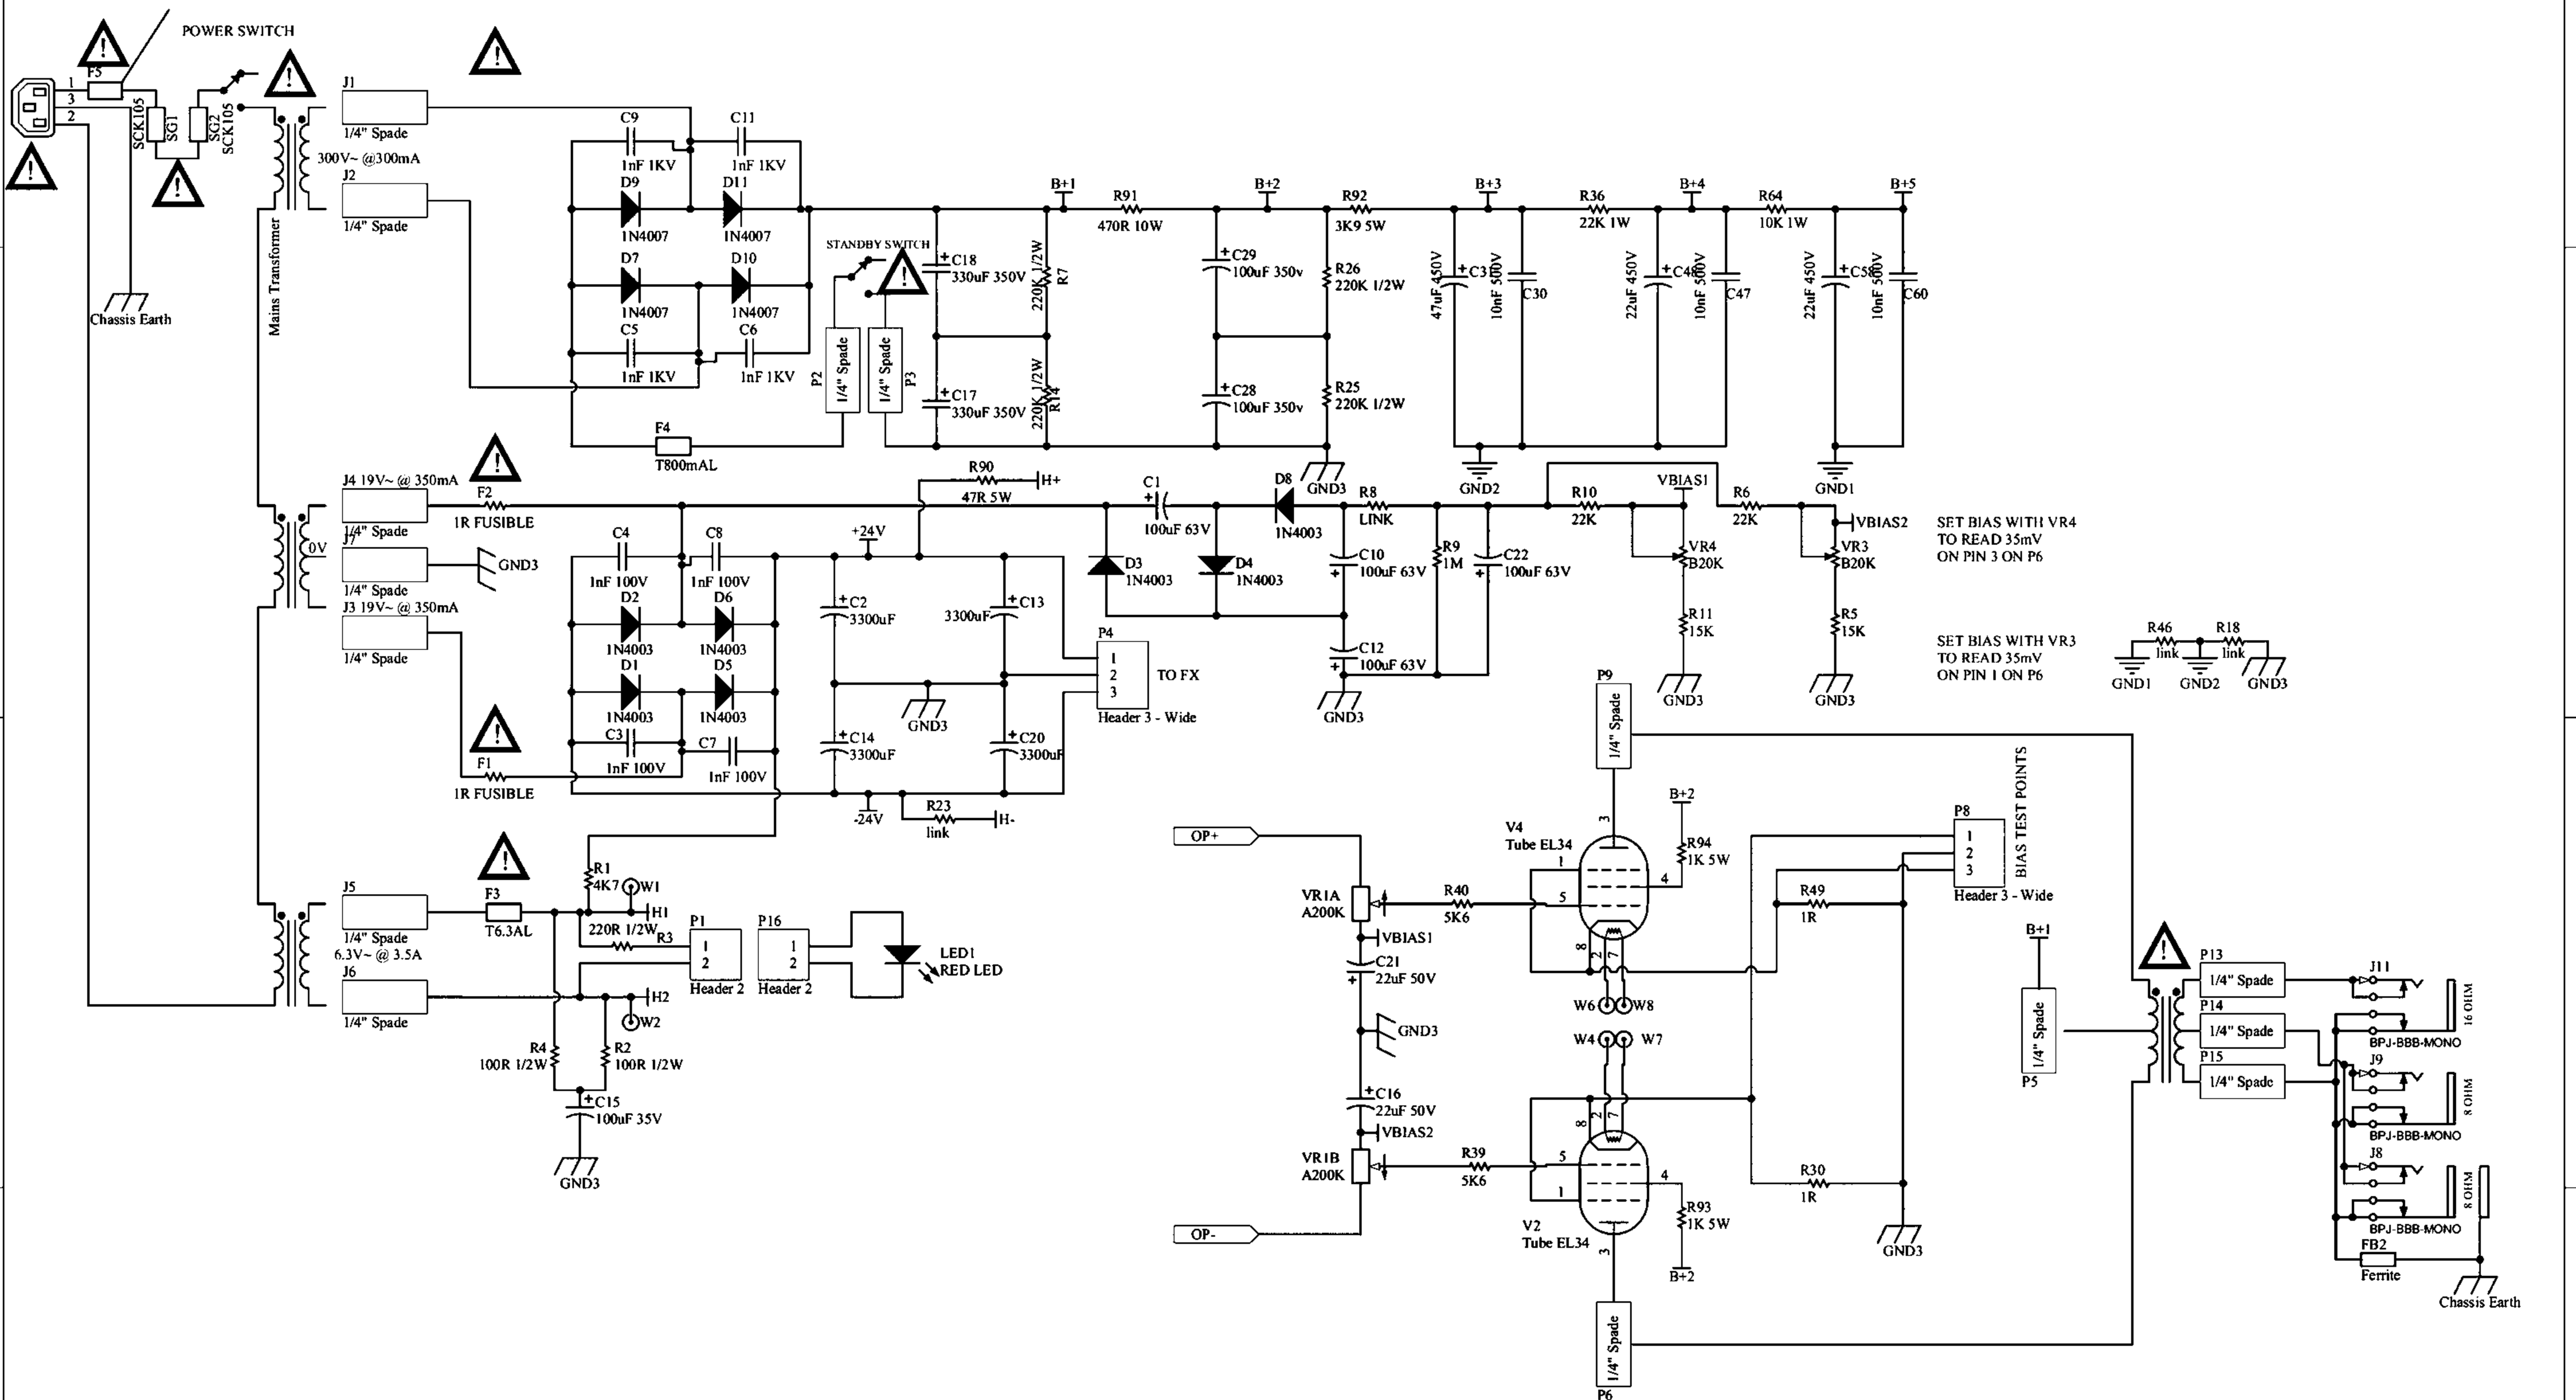 POWER SWITCH
F5
1
3
2
SCK105
SG1
SG2
SCK105
Chassis Earth
Mains Transformer
J1
1/4" Spade
300V~ @300mA
J2
1/4" Spade
C9
1nF 1KV
C11
1nF 1KV
D9
1N4007
D11
1N4007
D7
1N4007
D10
1N4007
C5
1nF 1KV
C6
1nF 1KV
F4
T800mAL
STANDBY SWITCH
P2
1/4" Spade
1/4" Spade
P3
C18
330uF 350V
C17
330uF 350V
220K 1/2W
R7
220K 1/2W
R14
B+1
R91
470R 10W
B+2
C29
100uF 350v
C28
100uF 350v
R26
220K 1/2W
R25
220K 1/2W
GND3
R92
3K9 5W
B+3
47uF 450V
C31
10nF 500V
C30
GND2
R36
22K 1W
B+4
22uF 450V
C48
10nF 500V
C47
R64
10K 1W
B+5
22uF 450V
C58
10nF 500V
C60
GND1
J4 19V~ @ 350mA
1/4" Spade
F2
1R FUSIBLE
0V
J7
1/4" Spade
GND3
J3 19V~ @ 350mA
1/4" Spade
F1
1R FUSIBLE
C4
1nF 100V
C8
1nF 100V
D2
1N4003
D6
1N4003
D1
1N4003
D5
1N4003
C3
1nF 100V
C7
1nF 100V
+24V
R90
47R 5W
H+
C2
3300uF
C13
3300uF
C14
3300uF
C20
3300uF
GND3
-24V
R23
link
H-
P4
1
2
3
Header 3 - Wide
TO FX
C1
100uF 63V
D3
1N4003
D4
1N4003
D8
1N4003
R8
LINK
C10
100uF 63V
C12
100uF 63V
GND3
R9
1M
C22
100uF 63V
R10
22K
VBIAS1
VR4
B20K
R11
15K
GND3
R6
22K
VBIAS2
VR3
B20K
R5
15K
GND3
SET BIAS WITH VR4
TO READ 35mV
ON PIN 3 ON P6
SET BIAS WITH VR3
TO READ 35mV
ON PIN 1 ON P6
R46
link
R18
link
GND1
GND2
GND3
J5
1/4" Spade
6.3V~ @ 3.5A
J6
1/4" Spade
F3
T6.3AL
R1
4K7
W1
H1
220R 1/2W
R3
H2
W2
R4
100R 1/2W
R2
100R 1/2W
C15
100uF 35V
GND3
P1
1
2
Header 2
P16
1
2
Header 2
LED1
RED LED
OP+
VR1A
A200K
VBIAS1
C21
22uF 50V
GND3
C16
22uF 50V
VBIAS2
VR1B
A200K
OP-
R40
5K6
R39
5K6
P9
1/4" Spade
3
V4
Tube EL34
1
5
4
8
2
7
W6
W8
B+2
R94
1K 5W
W4
W7
8
2
7
5
1
4
V2
Tube EL34
3
R93
1K 5W
B+2
1/4" Spade
P6
R49
1R
R30
1R
GND3
P8
1
2
3
Header 3 - Wide
BIAS TEST POINTS
B+1
1/4" Spade
P5
P13
1/4" Spade
P14
1/4" Spade
P15
1/4" Spade
J11
16 OHM
BPJ-BBB-MONO
J9
8 OHM
BPJ-BBB-MONO
J8
8 OHM
BPJ-BBB-MONO
FB2
Ferrite
Chassis Earth